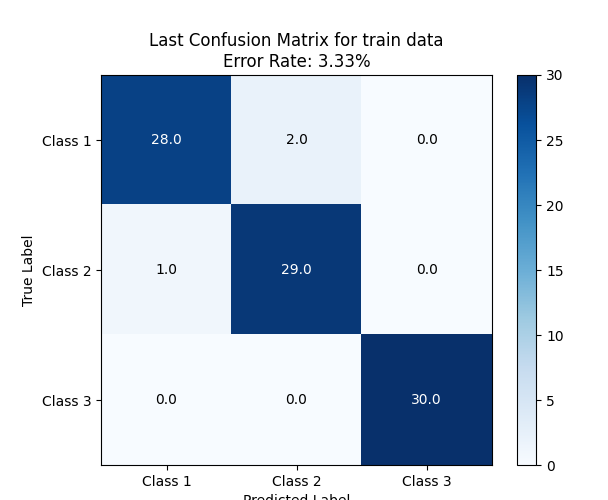 Last Confusion Matrix for train data
Error Rate: 3.33%
True Label
Class 1 28.0 2.0 0.0
Class 2 1.0 29.0 0.0
Class 3 0.0 0.0 30.0
Class 1 Class 2 Class 3
Predicted Label
30
25
20
15
10
5
0